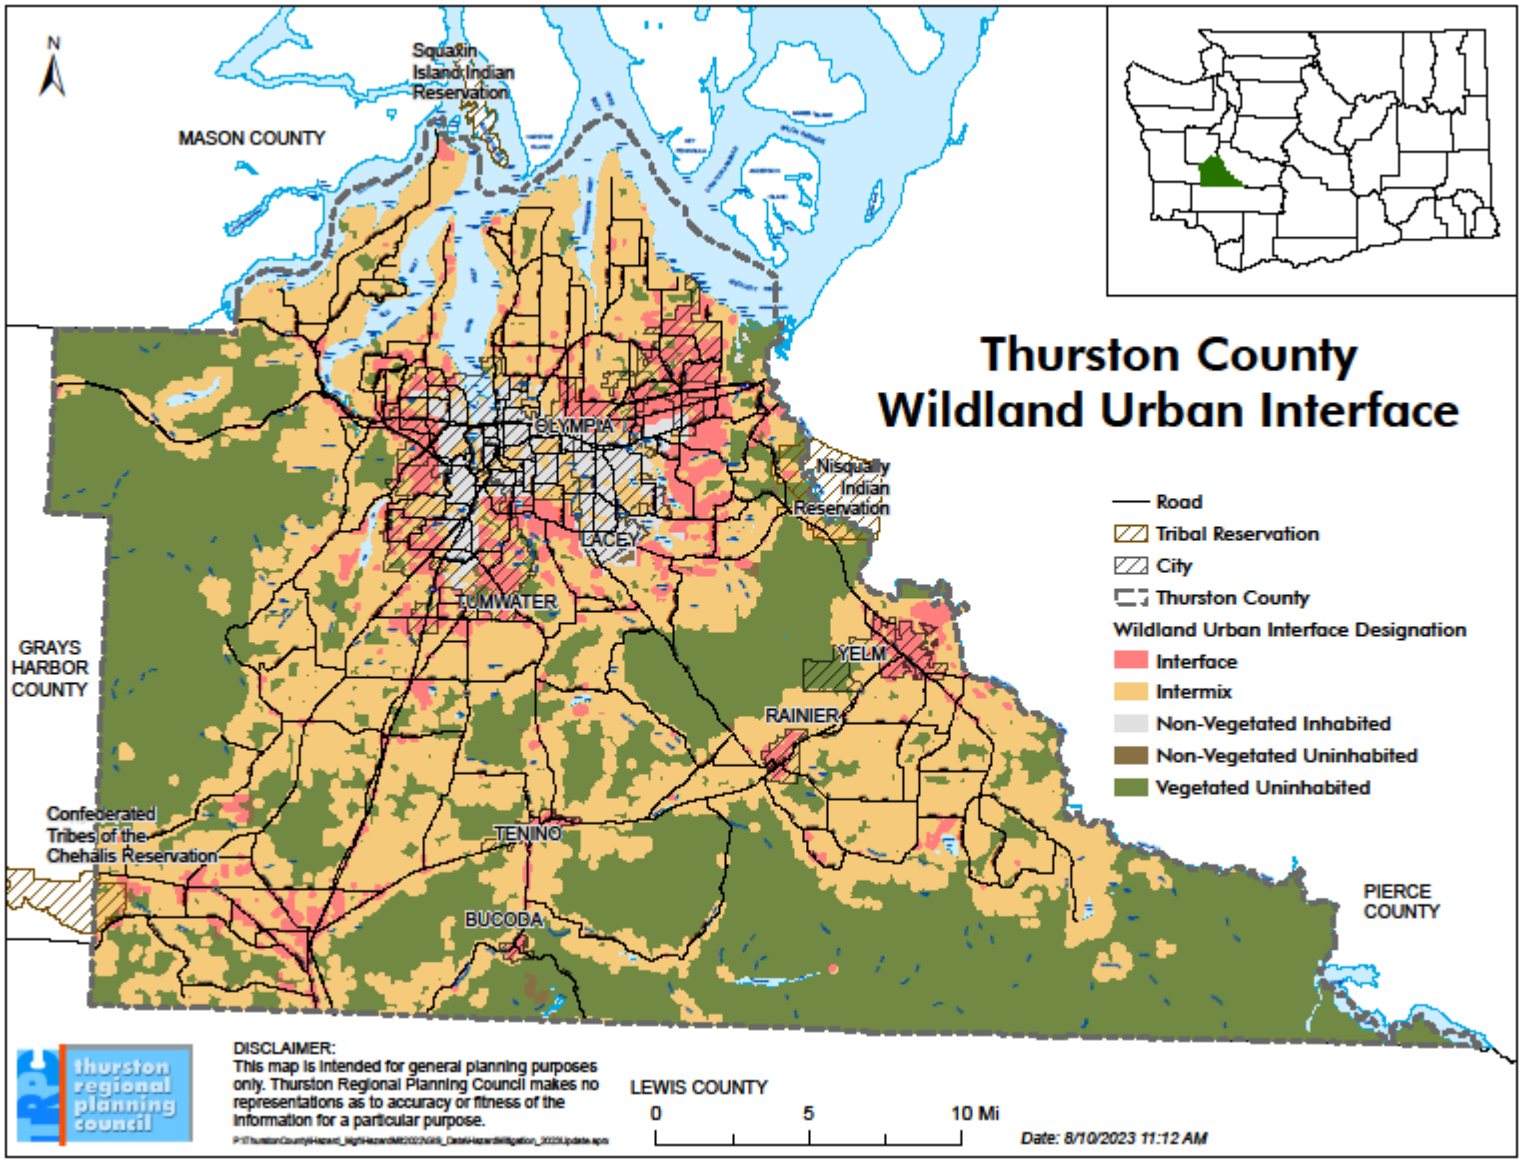 N
Squaxin
Island Indian
Reservation
MASON COUNTY
Thurston County
Wildland Urban Interface
OLYMPIA
Nisqually
Indian
Reservation
LACEY
TUMWATER
GRAYS
HARBOR
COUNTY
YELM
RAINIER
Confederated
Tribes of the
Chehalis Reservation
TENINO
BUCODA
PIERCE
COUNTY
Road
Tribal Reservation
City
Thurston County
Wildland Urban Interface Designation
Interface
Intermix
Non-Vegetated Inhabited
Non-Vegetated Uninhabited
Vegetated Uninhabited
TRPC
thurston
regional
planning
council
DISCLAIMER:
This map is intended for general planning purposes
only. Thurston Regional Planning Council makes no
representations as to accuracy or fitness of the
information for a particular purpose.
LEWIS COUNTY
0 5 10 Mi
Date: 8/10/2023 11:12 AM